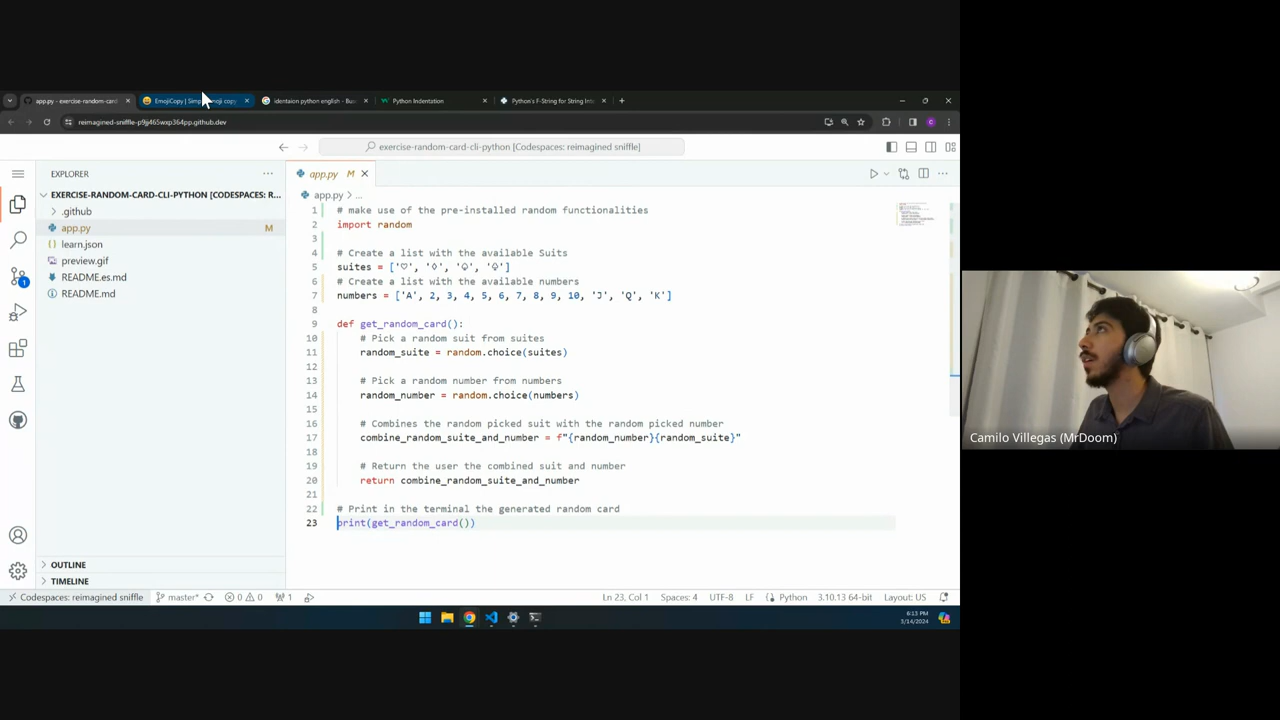 app.py - exercise-random-card
EmojiCopy | Simp
emoji copy
identaion python english - Bus
Python Indentation
Python's F-String for String Int
reimagined-sniffle-p9jj465wxp364pp.github.dev
exercise-random-card-cli-python [Codespaces: reimagined sniffle]
EXPLORER
EXERCISE-RANDOM-CARD-CLI-PYTHON [CODESPACES: R...
.github
app.py M
learn.json
preview.gif
README.es.md
README.md
OUTLINE
TIMELINE
app.py M
app.py > ...
1 # make use of the pre-installed random functionalities
2 import random
3
4 # Create a list with the available Suits
5 suites = ['♡', '♢', '♤', '♧']
6 # Create a list with the available numbers
7 numbers = ['A', 2, 3, 4, 5, 6, 7, 8, 9, 10, 'J', 'Q', 'K']
8
9 def get_random_card():
10 # Pick a random suit from suites
11 random_suite = random.choice(suites)
12
13 # Pick a random number from numbers
14 random_number = random.choice(numbers)
15
16 # Combines the random picked suit with the random picked number
17 combine_random_suite_and_number = f"{random_number}{random_suite}"
18
19 # Return the user the combined suit and number
20 return combine_random_suite_and_number
21
22 # Print in the terminal the generated random card
23 print(get_random_card())
1
Codespaces: reimagined sniffle
master*
0 0
1
Ln 23, Col 1
Spaces: 4
UTF-8
LF
Python
3.10.13 64-bit
Layout: US
6:13 PM
3/14/2024
Camilo Villegas (MrDoom)